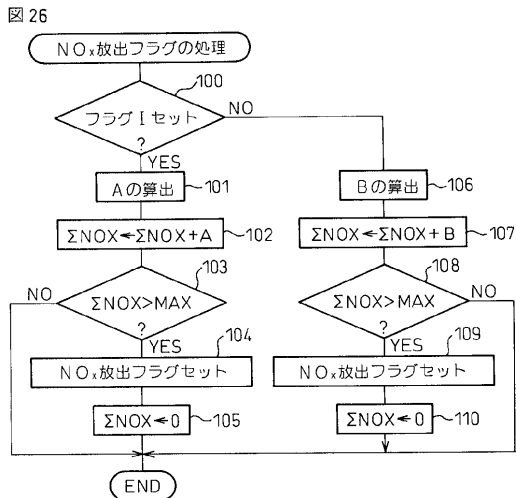 図26
NOx放出フラグの処理
100
フラグIセット
?
NO
YES
Aの算出
101
ΣNOX←ΣNOX+A
102
103
ΣNOX>MAX
?
NO
YES
104
NOx放出フラグセット
ΣNOX←0
105
Bの算出
106
ΣNOX←ΣNOX+B
107
108
ΣNOX>MAX
?
NO
YES
109
NOx放出フラグセット
ΣNOX←0
110
END